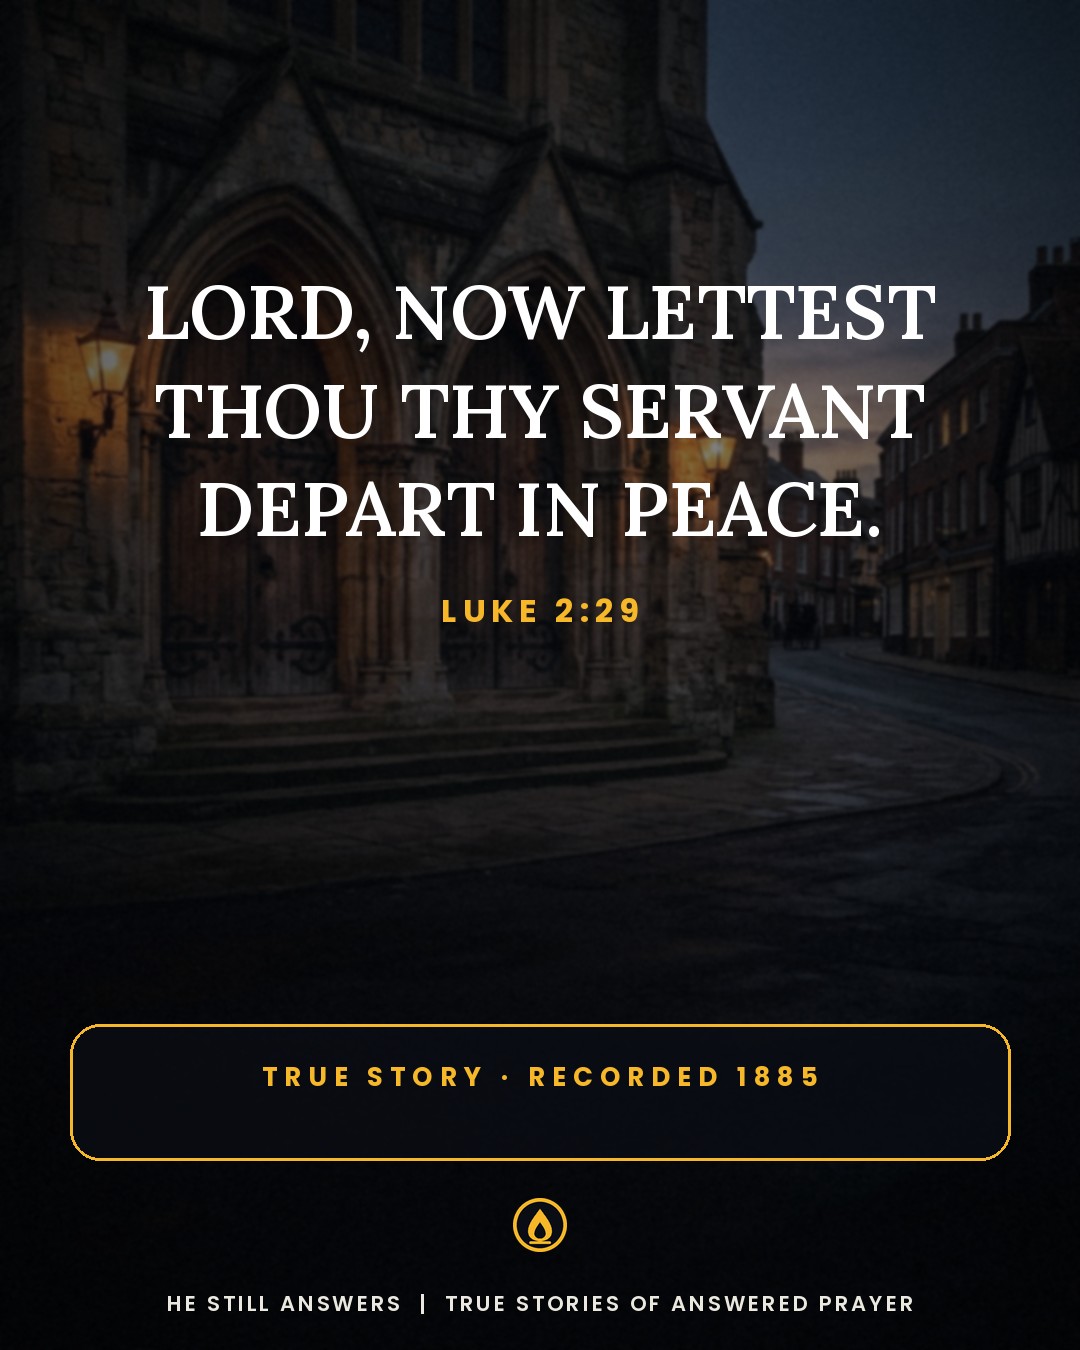 LORD, NOW LETTEST
THOU THY SERVANT
DEPART IN PEACE.
LUKE 2:29
TRUE STORY · RECORDED 1885
HE STILL ANSWERS | TRUE STORIES OF ANSWERED PRAYER